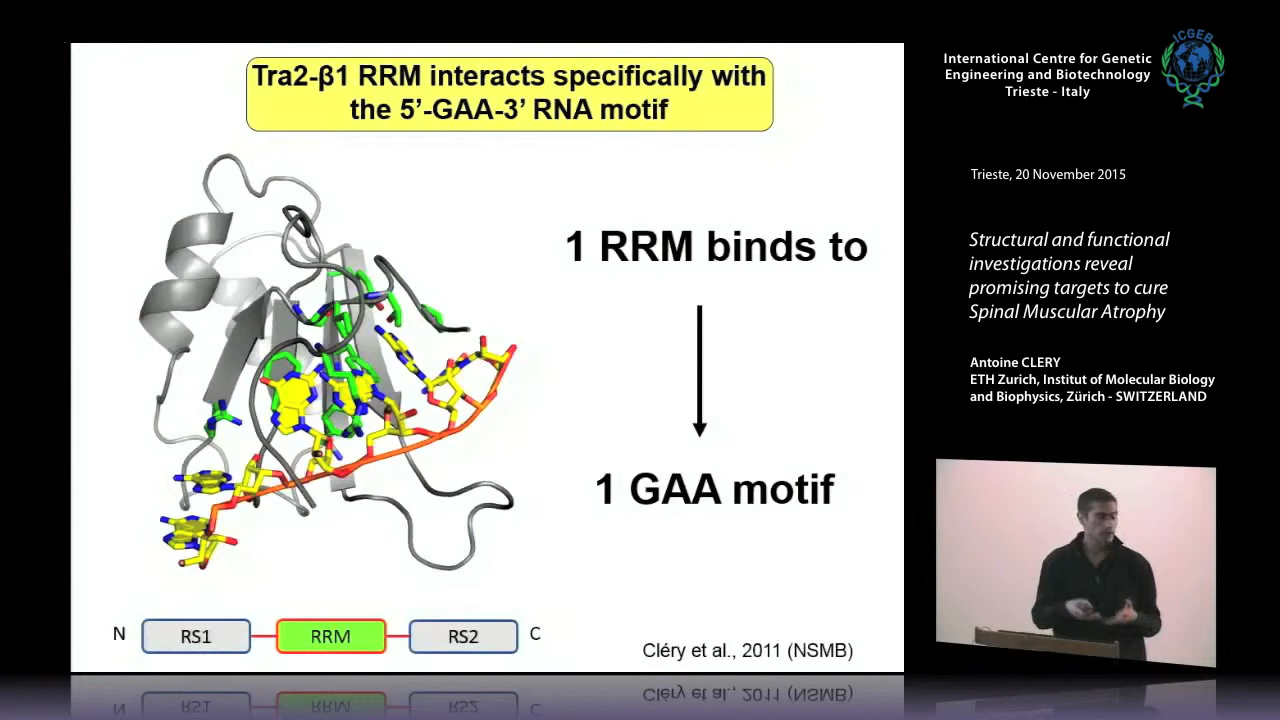 Tra2-β1 RRM interacts specifically with
the 5’-GAA-3’ RNA motif
1 RRM binds to
1 GAA motif
N
RS1
RRM
RS2
C
Cléry et al., 2011 (NSMB)
International Centre for Genetic
Engineering and Biotechnology
Trieste - Italy
ICGEB
Trieste, 20 November 2015
Structural and functional
investigations reveal
promising targets to cure
Spinal Muscular Atrophy
Antoine CLERY
ETH Zurich, Institut of Molecular Biology
and Biophysics, Zürich - SWITZERLAND